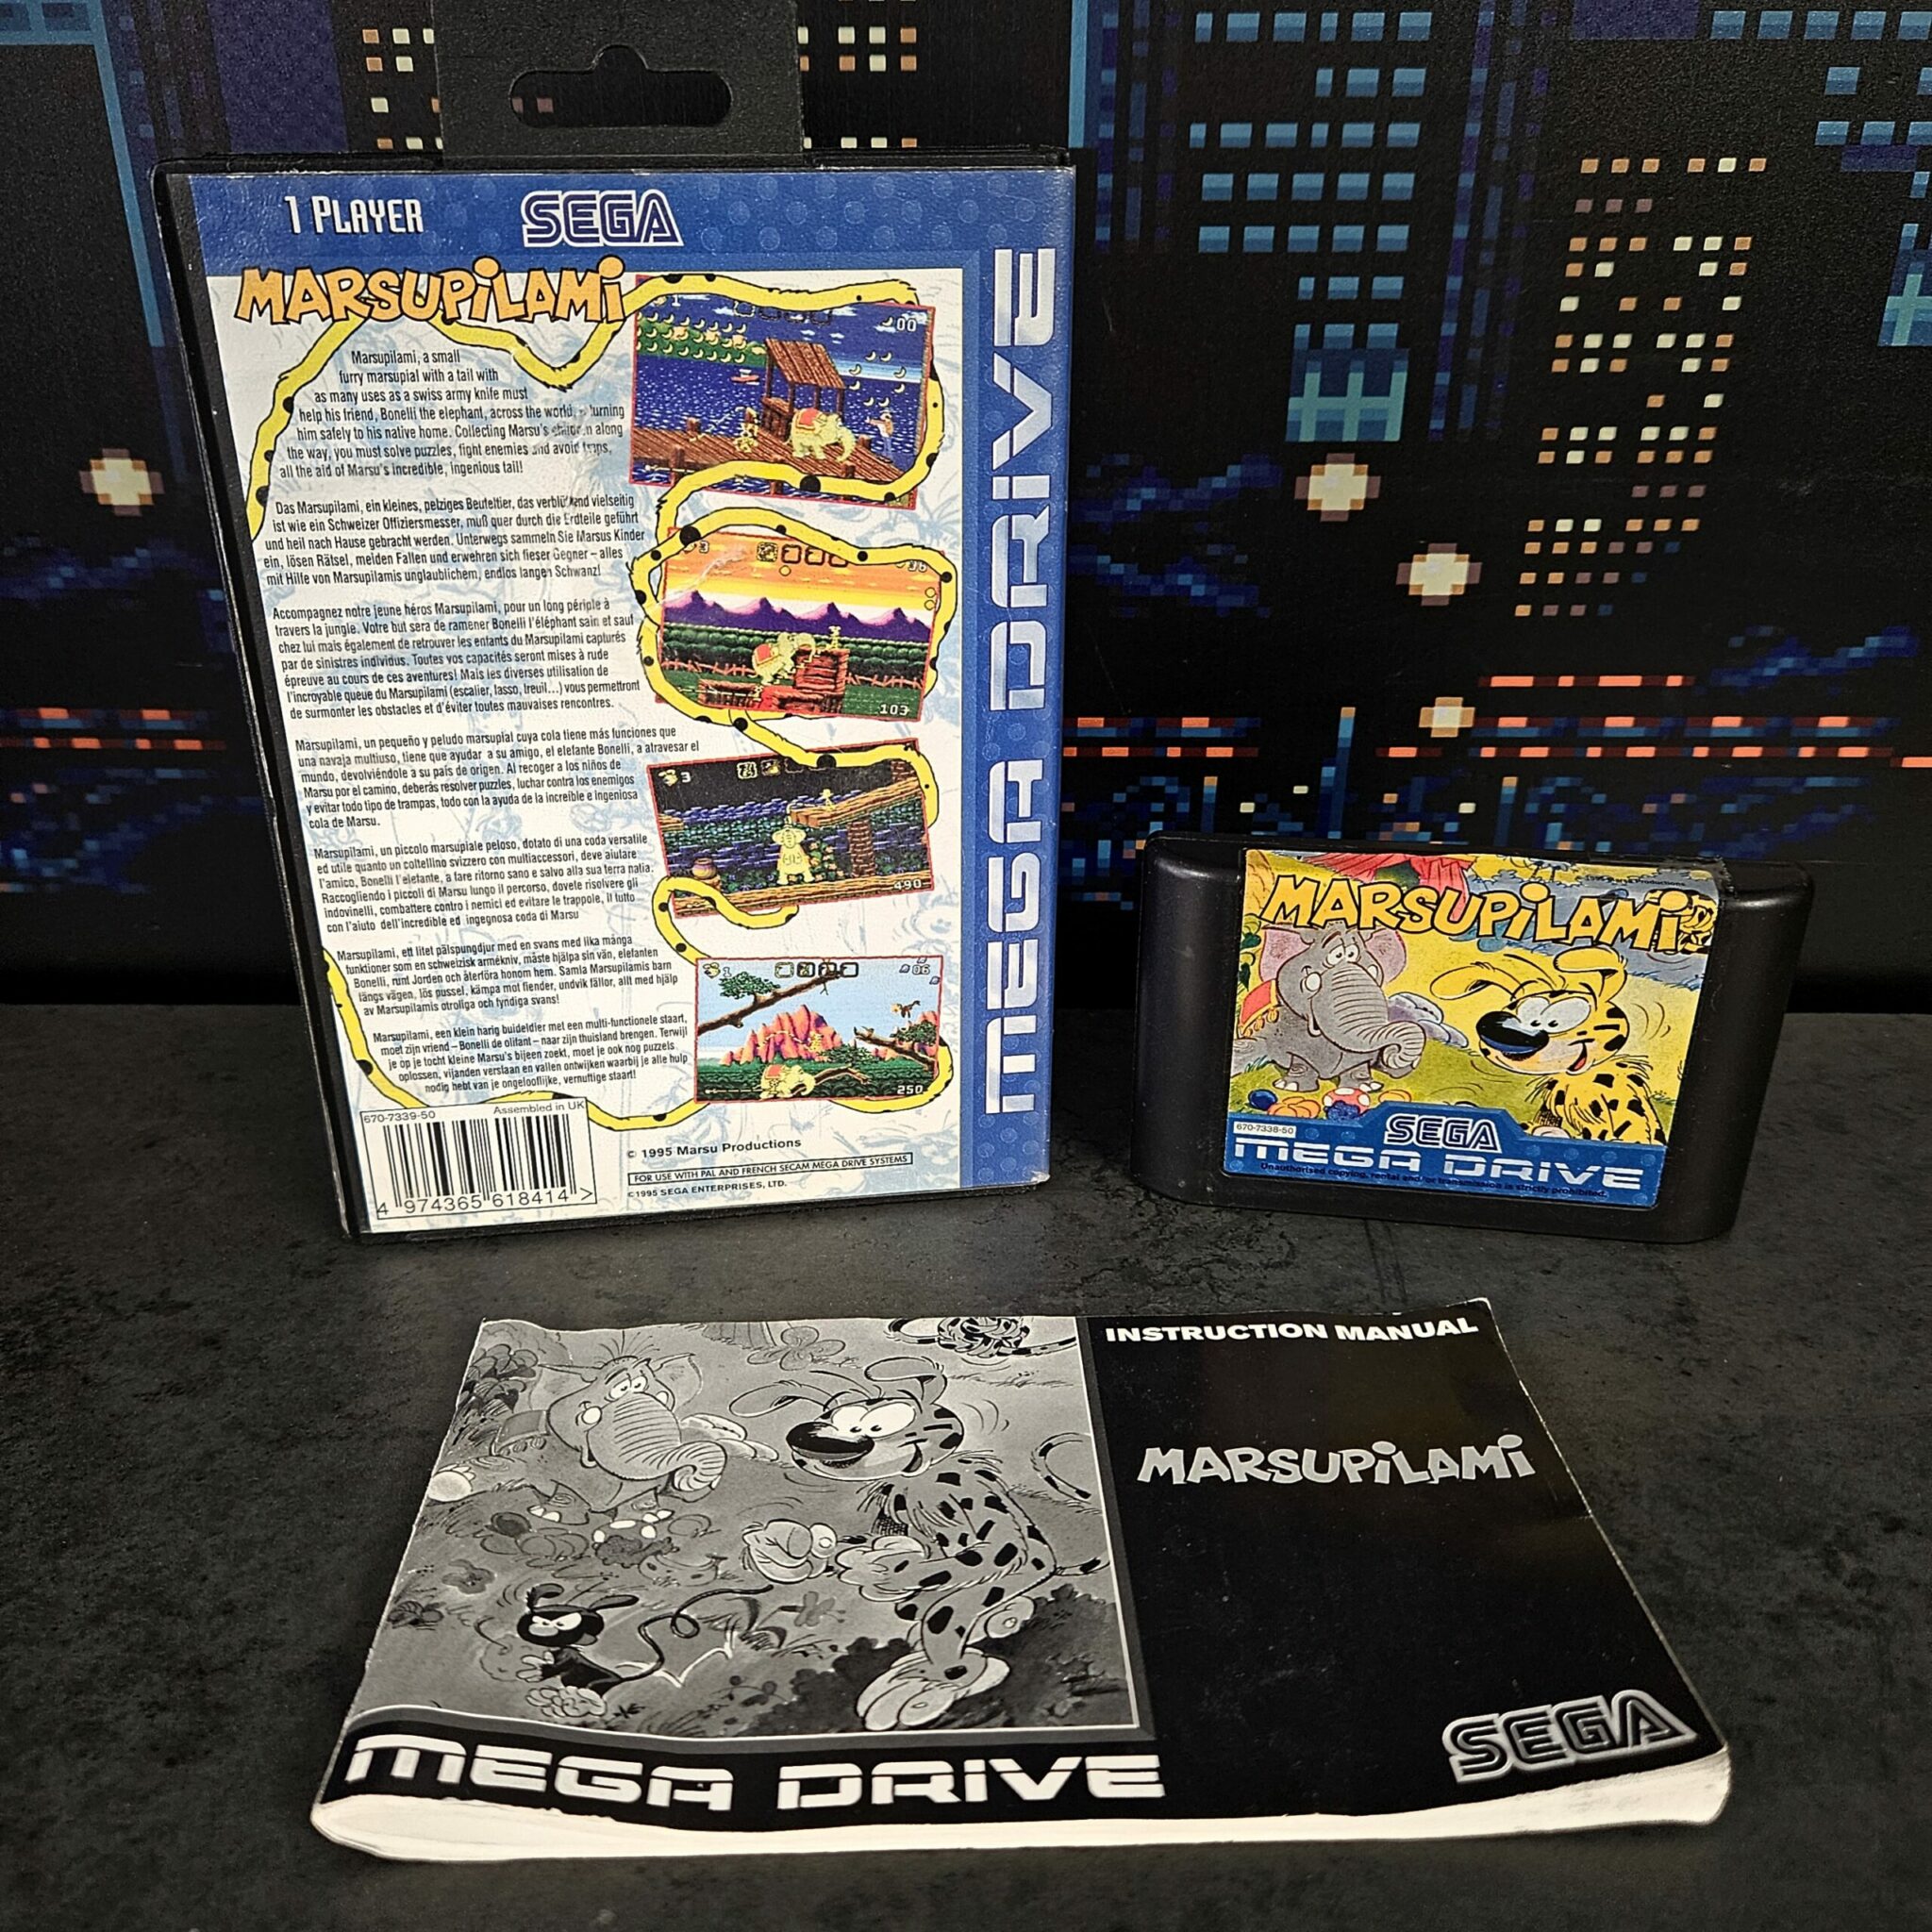 1 PLAYER
SEGA
MARSUPiLAMi
Marsupilami, a small
furry marsupial with a tail with
as many uses as a swiss army knife must
help his friend, Bonelli the elephant, across the world,
him safely to his native home. Collecting Marsu's along
the way, you must solve puzzles, fight enemies and avoid
all the aid of Marsu's incredible, ingenious tail!
Das Marsupilami, ein kleines, pelziges Beuteltier, das vielseitig
ist wie ein Schweizer Offiziersmesser, muß quer durch die Erdteile geführt
und heil nach Hause gebracht werden. Unterwegs sammeln Sie Marsus Kinder
ein, lösen Rätsel, meiden Fallen und erwehren sich fieser Gegner – alles
mit Hilfe von Marsupilamis unglaublichem, endlos langen Schwanz!
Accompagnez notre jeune héros Marsupilami, pour un long périple à
travers la jungle. Votre but sera de ramener Bonelli l'éléphant sain et sauf
chez lui mais également de retrouver les enfants du Marsupilami capturés
par de sinistres individus. Toutes vos capacités seront mises à rude
épreuve au cours de ces aventures! Mais les diverses utilisation de
l'incroyable queue du Marsupilami (escalier, lasso, treuil...) vous permettront
de surmonter les obstacles et d'éviter toutes mauvaises rencontres.
Marsupilami, un pequeño y peludo marsupial cuya cola tiene más funciones que
una navaja multiuso, tiene que ayudar a su amigo, el elefante Bonelli, a atravesar el
mundo, devolviéndole a su país de origen. Al recoger a los niños de
Marsu por el camino, deberás resolver puzzles, luchar contra los enemigos
y evitar todo tipo de trampas, todo con la ayuda de la increíble e ingeniosa
cola de Marsu.
Marsupilami, un piccolo marsupiale peloso, dotato di una coda versatile
ed utile quanto un coltellino svizzero con multiaccessori, deve aiutare
l'amico, Bonelli l'elefante, a fare ritorno sano e salvo alla sua terra natia.
Raccogliendo i piccoli di Marsu lungo il percorso, dovele risolvere gli
indovinelli, combattere contro i nemici ed evitare le trappole, il tutto
con l'aiuto dell'incredible ed ingegnosa coda di Marsu
Marsupilami, ett litet pälspungdjur med en svans med lika många
funktioner som en schweizisk armékniv, måste hjälpa sin vän, elefanten
Bonelli, runt Jorden och återföra honom hem. Samla Marsupilamis barn
längs vägen, lös pussel, kämpa mot fiender, undvik fällor, allt med hjälp
av Marsupilamis otroliga och fyndiga svans!
Marsupilami, een klein harig buideldier met een multi-functionele staart,
moet zijn vriend – Bonelli de olifant – naar zijn thuisland brengen. Terwijl
je op je tocht kleine Marsu's bijeen zoekt, moet je ook nog puzzels
oplossen, vijanden verslaan en vallen ontwijken waarbij je alle hulp
nodig hebt van je ongelooflijke, vernuftige staart!
00
3
36
103
3
490
1
06
250
670-7339-50 Assembled in UK
4 974365 618414 >
© 1995 Marsu Productions
FOR USE WITH PAL AND FRENCH SECAM MEGA DRIVE SYSTEMS
©1995 SEGA ENTERPRISES, LTD.
MEGA DRIVE
MARSUPiLAMi
670-7338-50
SEGA
MEGA DRIVE
Unauthorised copying, rental and/or transmission is strictly prohibited.
INSTRUCTION MANUAL
MARSUPiLAMi
MEGA DRIVE
SEGA